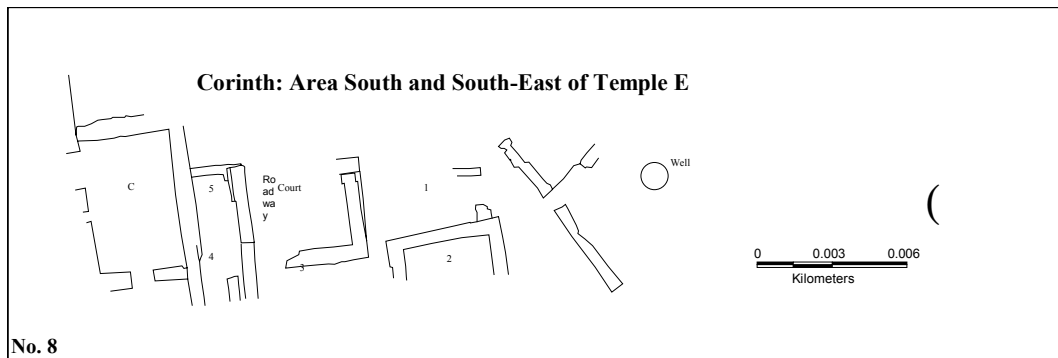 Corinth: Area South and South-East of Temple E
Well
C
5
Ro
ad
wa
y
Court
1
(
4
3
2
0 0.003 0.006
Kilometers
No. 8